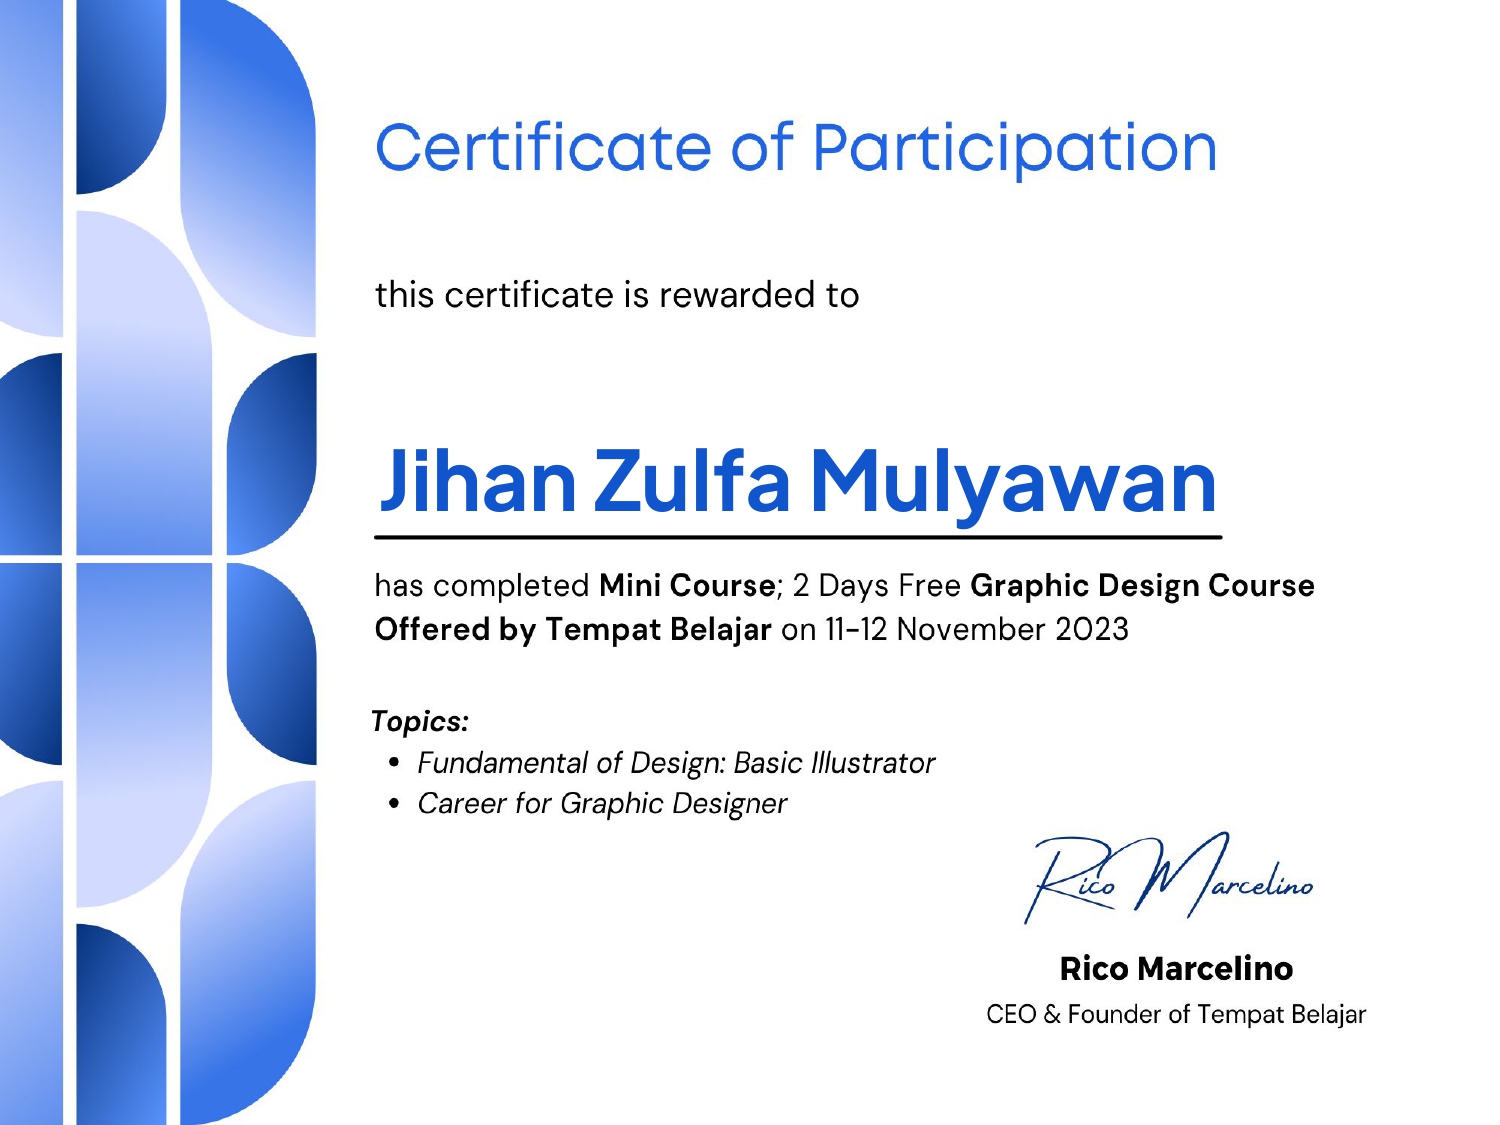 Certificate of Participation
this certificate is rewarded to
Jihan Zulfa Mulyawan
has completed Mini Course; 2 Days Free Graphic Design Course
Offered by Tempat Belajar on 11-12 November 2023
Topics:
• Fundamental of Design: Basic Illustrator
• Career for Graphic Designer
Rico Marcelino
Rico Marcelino
CEO & Founder of Tempat Belajar